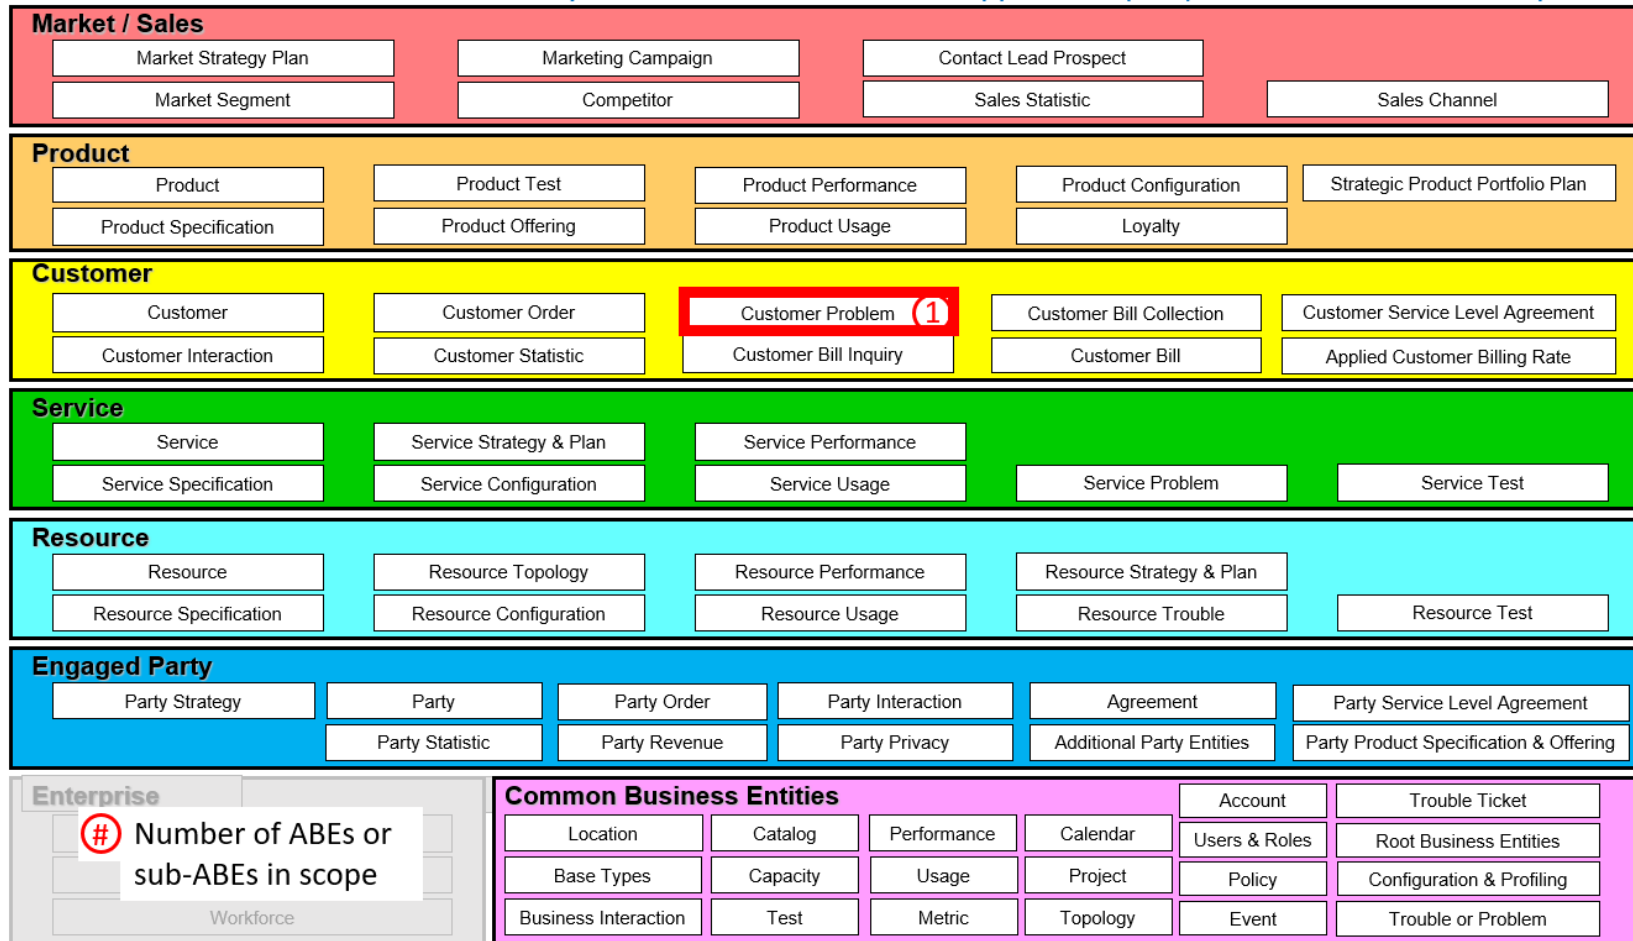 Market / Sales
Market Strategy Plan
Marketing Campaign
Contact Lead Prospect
Market Segment
Competitor
Sales Statistic
Sales Channel
Product
Product
Product Test
Product Performance
Product Configuration
Strategic Product Portfolio Plan
Product Specification
Product Offering
Product Usage
Loyalty
Customer
Customer
Customer Order
Customer Problem 1
Customer Bill Collection
Customer Service Level Agreement
Customer Interaction
Customer Statistic
Customer Bill Inquiry
Customer Bill
Applied Customer Billing Rate
Service
Service
Service Strategy & Plan
Service Performance
Service Specification
Service Configuration
Service Usage
Service Problem
Service Test
Resource
Resource
Resource Topology
Resource Performance
Resource Strategy & Plan
Resource Specification
Resource Configuration
Resource Usage
Resource Trouble
Resource Test
Engaged Party
Party Strategy
Party
Party Order
Party Interaction
Agreement
Party Service Level Agreement
Party Statistic
Party Revenue
Party Privacy
Additional Party Entities
Party Product Specification & Offering
Enterprise
# Number of ABEs or
sub-ABEs in scope
Workforce
Common Business Entities
Account
Trouble Ticket
Location
Catalog
Performance
Calendar
Users & Roles
Root Business Entities
Base Types
Capacity
Usage
Project
Policy
Configuration & Profiling
Business Interaction
Test
Metric
Topology
Event
Trouble or Problem